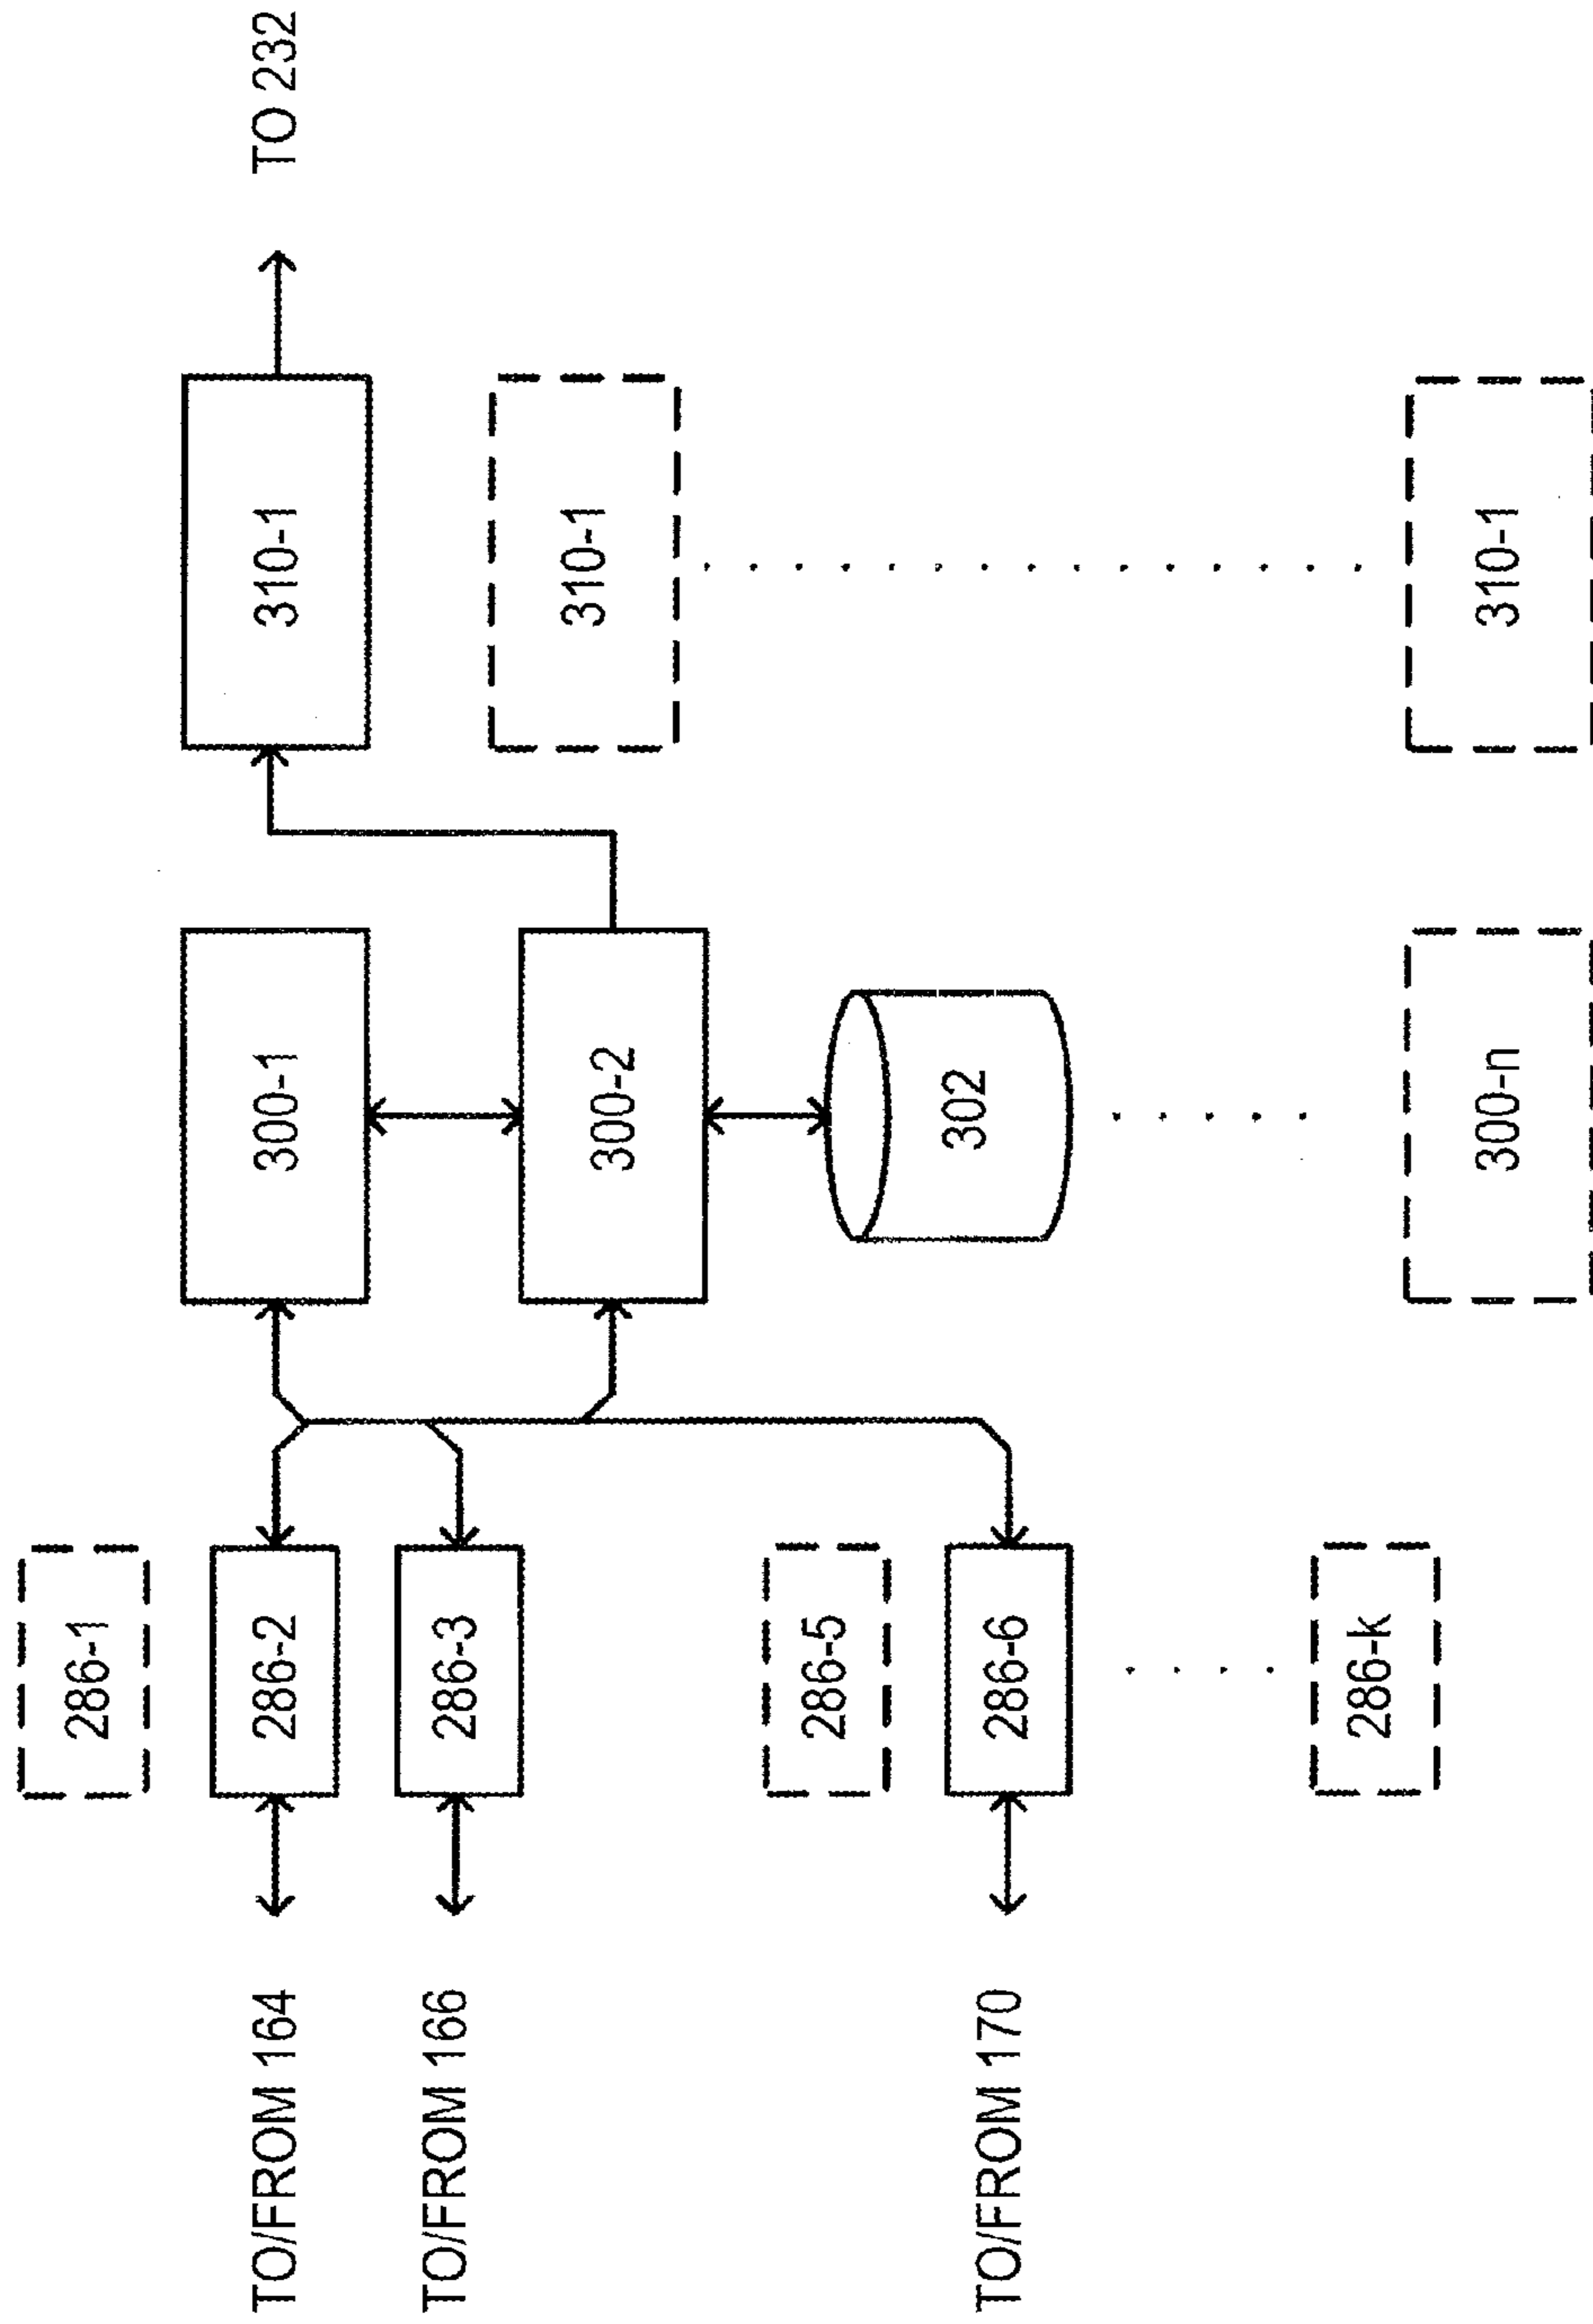 286-1
TO/FROM 164
286-2
300-1
310-1
TO 232
TO/FROM 166
286-3
300-2
310-1
286-5
302
TO/FROM 170
286-6
286-k
300-n
310-1